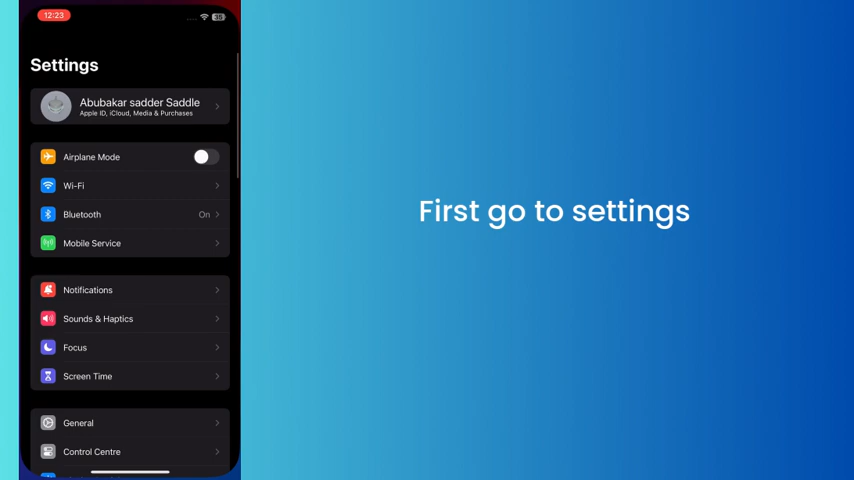 12:23
35
Settings
Abubakar sadder Saddle
Apple ID, iCloud, Media & Purchases
Airplane Mode
Wi-Fi
Bluetooth On
Mobile Service
Notifications
Sounds & Haptics
Focus
Screen Time
General
Control Centre
First go to settings